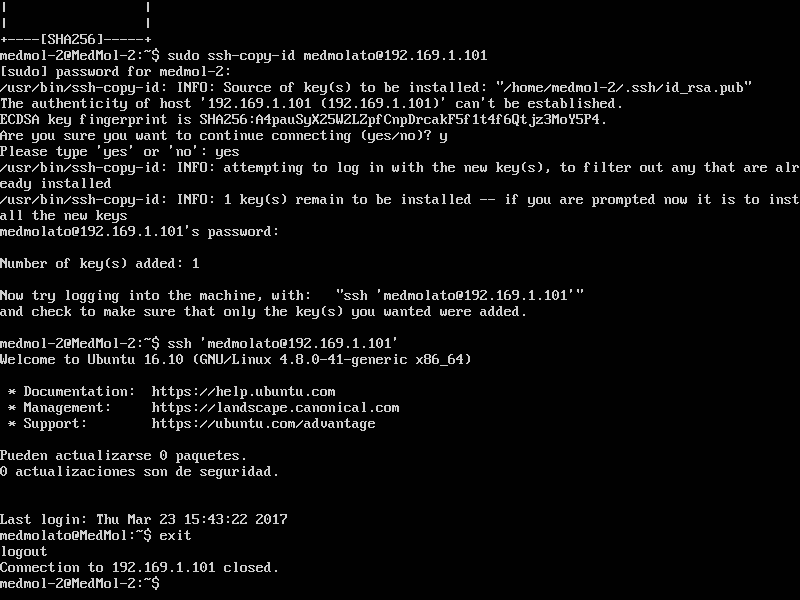 |                 |
|                 |
+----[SHA256]-----+
medmol-2@MedMol-2:~$ sudo ssh-copy-id medmolato@192.169.1.101
[sudo] password for medmol-2:
/usr/bin/ssh-copy-id: INFO: Source of key(s) to be installed: "/home/medmol-2/.ssh/id_rsa.pub"
The authenticity of host '192.169.1.101 (192.169.1.101)' can't be established.
ECDSA key fingerprint is SHA256:A4pauSyX25W2L2pfCnpDrcakF5f1t4f6Qtjz3MoY5P4.
Are you sure you want to continue connecting (yes/no)? y
Please type 'yes' or 'no': yes
/usr/bin/ssh-copy-id: INFO: attempting to log in with the new key(s), to filter out any that are alr
eady installed
/usr/bin/ssh-copy-id: INFO: 1 key(s) remain to be installed -- if you are prompted now it is to inst
all the new keys
medmolato@192.169.1.101's password:
Number of key(s) added: 1
Now try logging into the machine, with:   "ssh 'medmolato@192.169.1.101'"
and check to make sure that only the key(s) you wanted were added.
medmol-2@MedMol-2:~$ ssh 'medmolato@192.169.1.101'
Welcome to Ubuntu 16.10 (GNU/Linux 4.8.0-41-generic x86_64)
 * Documentation:  https://help.ubuntu.com
 * Management:     https://landscape.canonical.com
 * Support:        https://ubuntu.com/advantage
Pueden actualizarse 0 paquetes.
0 actualizaciones son de seguridad.
Last login: Thu Mar 23 15:43:22 2017
medmolato@MedMol:~$ exit
logout
Connection to 192.169.1.101 closed.
medmol-2@MedMol-2:~$